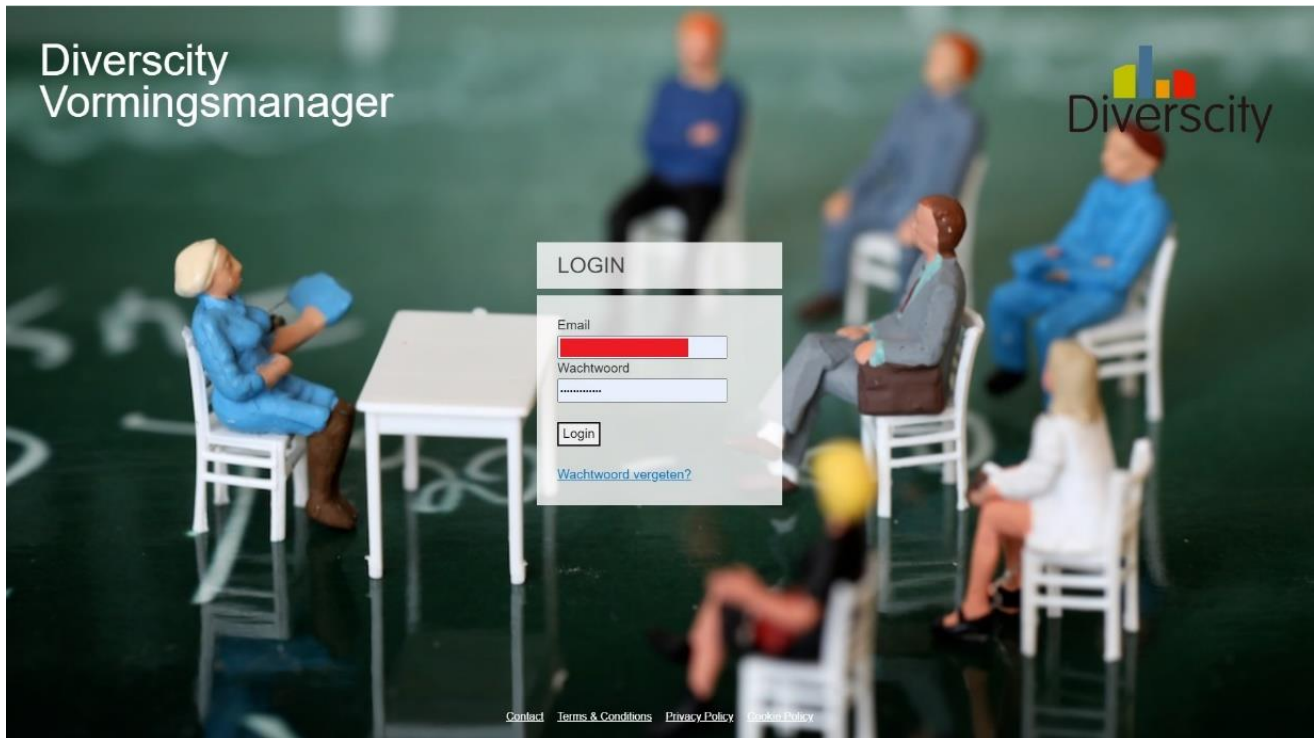 Diverscity
Vormingsmanager
Diverscity
LOGIN
Email
Wachtwoord
Login
Wachtwoord vergeten?
Contact Terms & Conditions Privacy Policy Cookie Policy